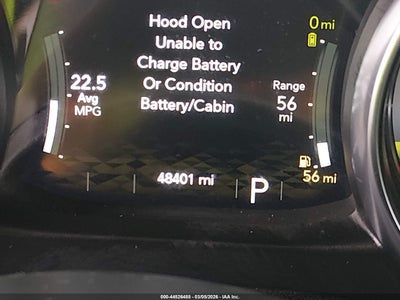 Hood Open
Unable to
Charge Battery
Or Condition
Battery/Cabin
22.5
Avg
MPG
0 mi
Range
56
mi
56 mi
48401 mi
P
000-44526488 - 03/09/2026 - IAA Inc.